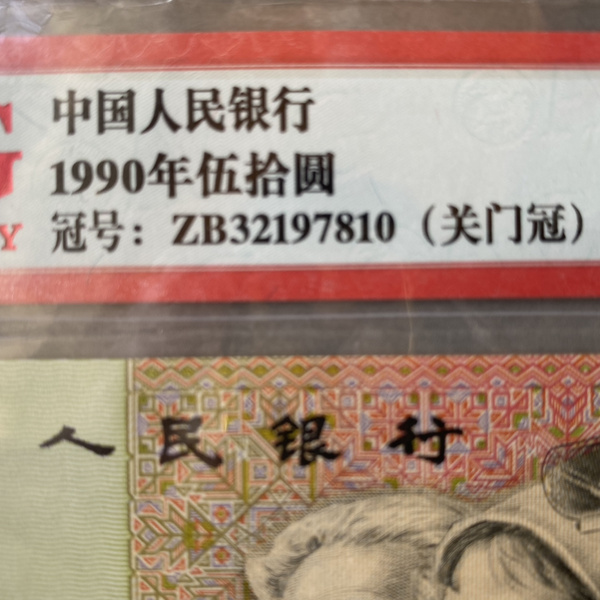 中国人民银行
1990年伍拾圆
冠号：ZB32197810（关门冠）
Y
人民银行